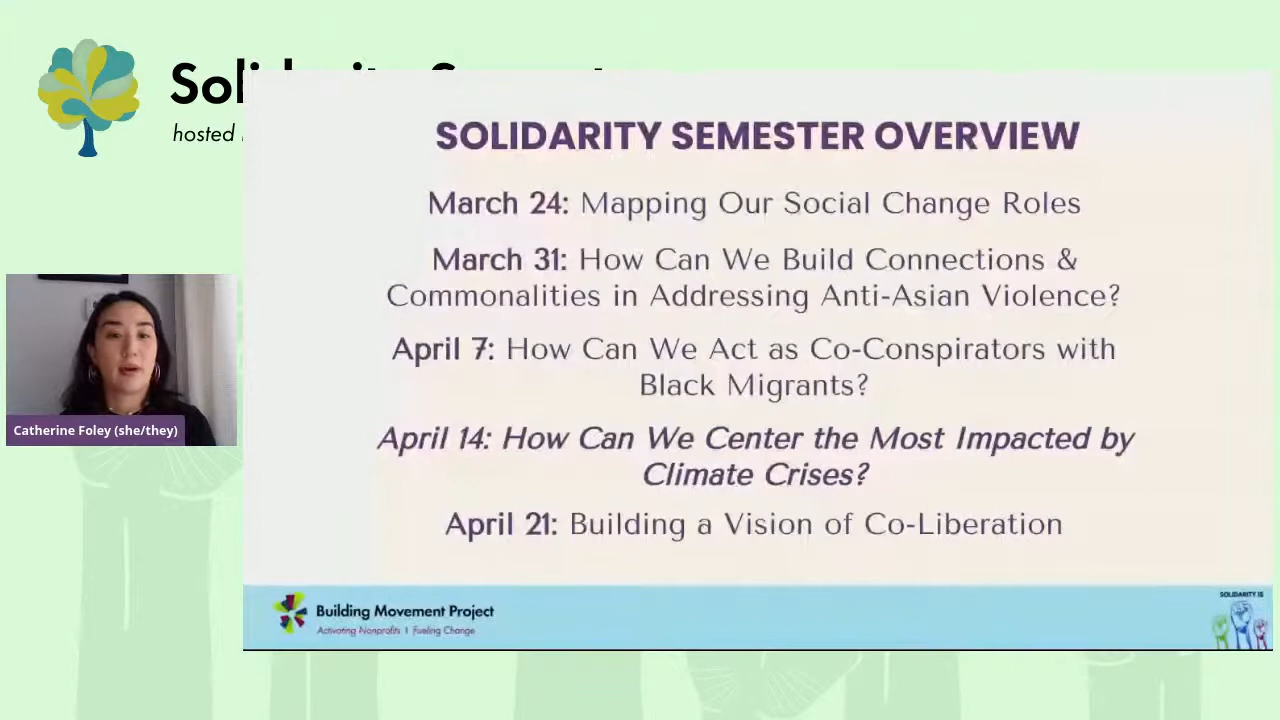 Sol
hosted
SOLIDARITY SEMESTER OVERVIEW
March 24: Mapping Our Social Change Roles
March 31: How Can We Build Connections &
Commonalities in Addressing Anti-Asian Violence?
April 7: How Can We Act as Co-Conspirators with
Black Migrants?
April 14: How Can We Center the Most Impacted by
Climate Crises?
April 21: Building a Vision of Co-Liberation
Catherine Foley (she/they)
Building Movement Project
Activating Nonprofits | Fueling Change
SOLIDARITY IS